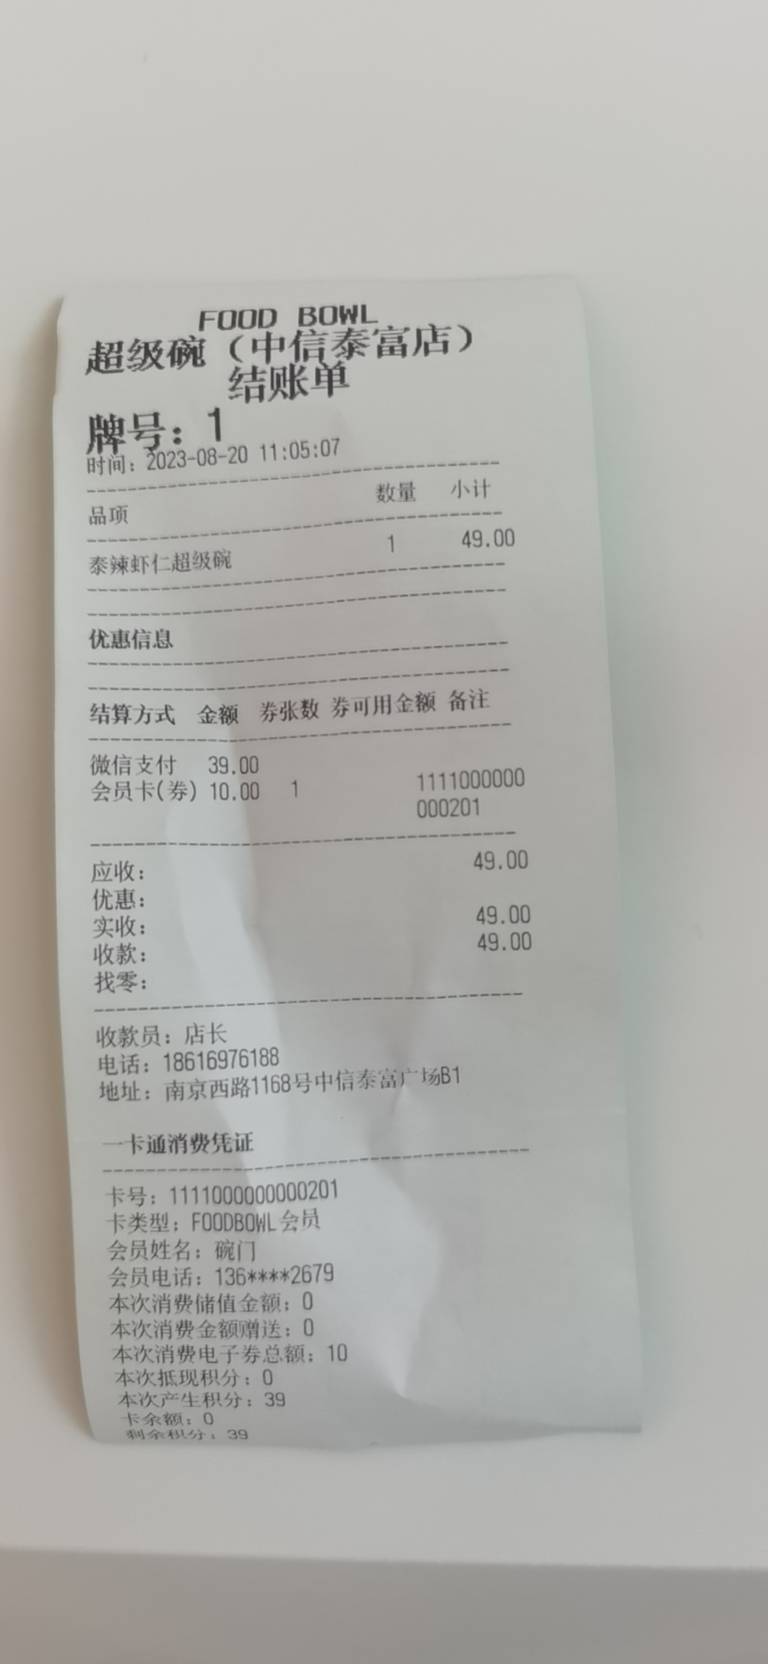 FOOD BOWL
超级碗（中信泰富店）
结账单
牌号：1
时间：2023-08-20 11:05:07
品项 数量 小计
泰辣虾仁超级碗 1 49.00
优惠信息
结算方式 金额 券张数 券可用金额 备注
微信支付 39.00
会员卡(券) 10.00 1 1111000000
000201
应收： 49.00
优惠：
实收： 49.00
收款： 49.00
找零：
收款员：店长
电话：18616976188
地址：南京西路1168号中信泰富广场B1
一卡通消费凭证
卡号：1111000000000201
卡类型：FOODBOWL会员
会员姓名：碗门
会员电话：136****2679
本次消费储值金额：0
本次消费金额赠送：0
本次消费电子券总额：10
本次抵现积分：0
本次产生积分：39
卡余额：0
剩余积分：39